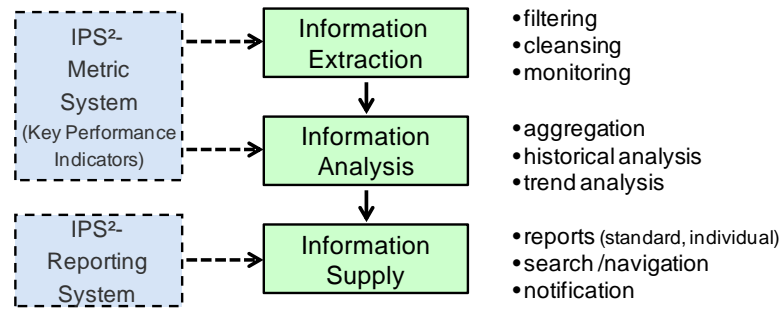 IPS²-
Metric
System
(Key Performance
Indicators)
Information
Extraction
•filtering
•cleansing
•monitoring
Information
Analysis
•aggregation
•historical analysis
•trend analysis
IPS²-
Reporting
System
Information
Supply
•reports (standard, individual)
•search /navigation
•notification